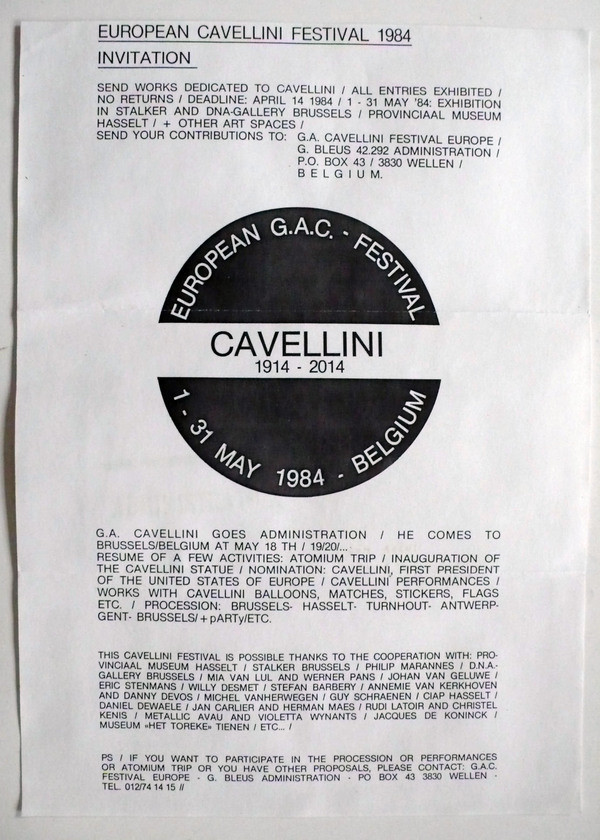 EUROPEAN CAVELLINI FESTIVAL 1984
INVITATION
SEND WORKS DEDICATED TO CAVELLINI / ALL ENTRIES EXHIBITED /
NO RETURNS / DEADLINE: APRIL 14 1984 / 1 - 31 MAY '84: EXHIBITION
IN STALKER AND DNA-GALLERY BRUSSELS / PROVINCIAAL MUSEUM
HASSELT / + OTHER ART SPACES /
SEND YOUR CONTRIBUTIONS TO: G.A. CAVELLINI FESTIVAL EUROPE /
G. BLEUS 42.292 ADMINISTRATION /
P.O. BOX 43 / 3830 WELLEN /
B E L G I U M.
EUROPEAN G.A.C. - FESTIVAL
CAVELLINI
1914 - 2014
1 - 31 MAY 1984 - BELGIUM
G.A. CAVELLINI GOES ADMINISTRATION / HE COMES TO
BRUSSELS/BELGIUM AT MAY 18 TH / 19/20/...
RESUME OF A FEW ACTIVITIES: ATOMIUM TRIP / INAUGURATION OF
THE CAVELLINI STATUE / NOMINATION: CAVELLINI, FIRST PRESIDENT
OF THE UNITED STATES OF EUROPE / CAVELLINI PERFORMANCES /
WORKS WITH CAVELLINI BALLOONS, MATCHES, STICKERS, FLAGS
ETC. / PROCESSION: BRUSSELS- HASSELT- TURNHOUT- ANTWERP-
GENT- BRUSSELS/+pARTy/ETC.
THIS CAVELLINI FESTIVAL IS POSSIBLE THANKS TO THE COOPERATION WITH: PRO-
VINCIAAL MUSEUM HASSELT / STALKER BRUSSELS / PHILIP MARANNES / D.N.A.-
GALLERY BRUSSELS / MIA VAN LUL AND WERNER PANS / JOHAN VAN GELUWE /
ERIC STENMANS / WILLY DESMET / STEFAN BARBERY / ANNEMIE VAN KERKHOVEN
AND DANNY DEVOS / MICHEL VANHERWEGEN / GUY SCHRAENEN / CIAP HASSELT /
DANIEL DEWAELE / JAN CARLIER AND HERMAN MAES / RUDI LATOIR AND CHRISTEL
KENIS / METALLIC AVAU AND VIOLETTA WYNANTS / JACQUES DE KONINCK /
MUSEUM «HET TOREKE» TIENEN / ETC... /
PS / IF YOU WANT TO PARTICIPATE IN THE PROCESSION OR PERFORMANCES
OR ATOMIUM TRIP OR YOU HAVE OTHER PROPOSALS, PLEASE CONTACT: G.A.C.
FESTIVAL EUROPE - G. BLEUS ADMINISTRATION - PO BOX 43 3830 WELLEN -
TEL. 012/74 14 15 //